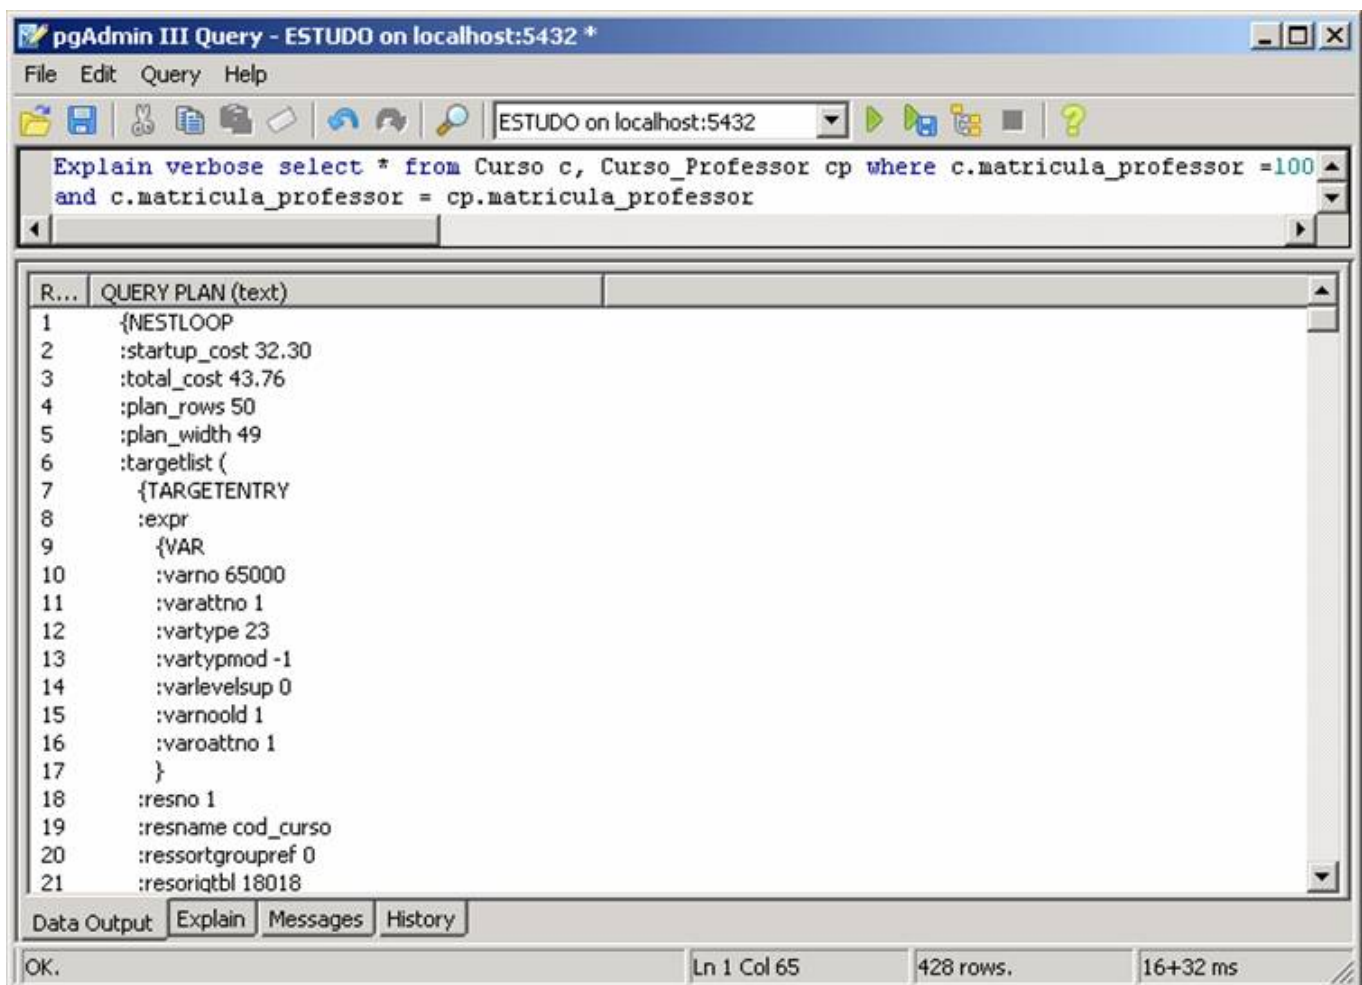 pgAdmin III Query - ESTUDO on localhost:5432 *
File Edit Query Help
ESTUDO on localhost:5432
Explain verbose select * from Curso c, Curso_Professor cp where c.matricula_professor =100
and c.matricula_professor = cp.matricula_professor
R... QUERY PLAN (text)
1 {NESTLOOP
2 :startup_cost 32.30
3 :total_cost 43.76
4 :plan_rows 50
5 :plan_width 49
6 :targetlist (
7 {TARGETENTRY
8 :expr
9 {VAR
10 :varno 65000
11 :varattno 1
12 :vartype 23
13 :vartypmod -1
14 :varlevelsup 0
15 :varnoold 1
16 :varoattno 1
17 }
18 :resno 1
19 :resname cod_curso
20 :ressortgroupref 0
21 :resorigtbl 18018
Data Output Explain Messages History
OK. Ln 1 Col 65 428 rows. 16+32 ms